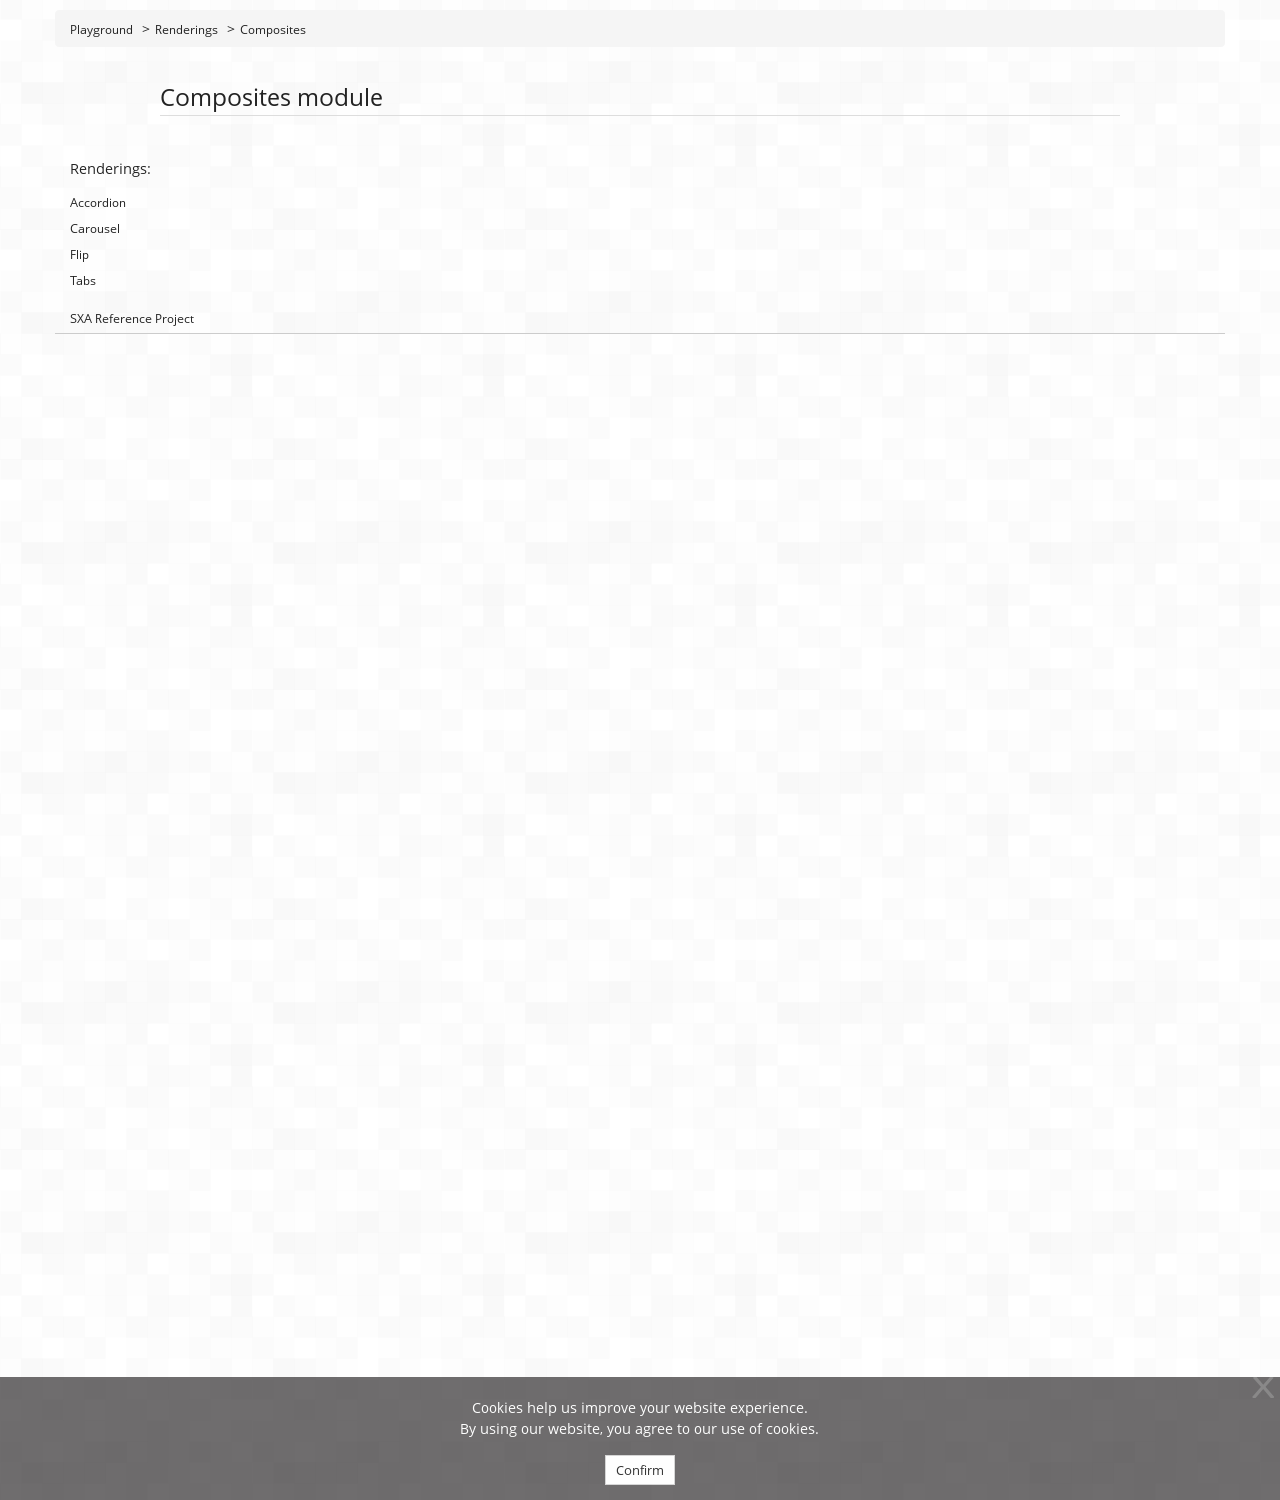 Playground > Renderings > Composites
Composites module
Renderings:
Accordion
Carousel
Flip
Tabs
SXA Reference Project
Cookies help us improve your website experience.
By using our website, you agree to our use of cookies.
Confirm